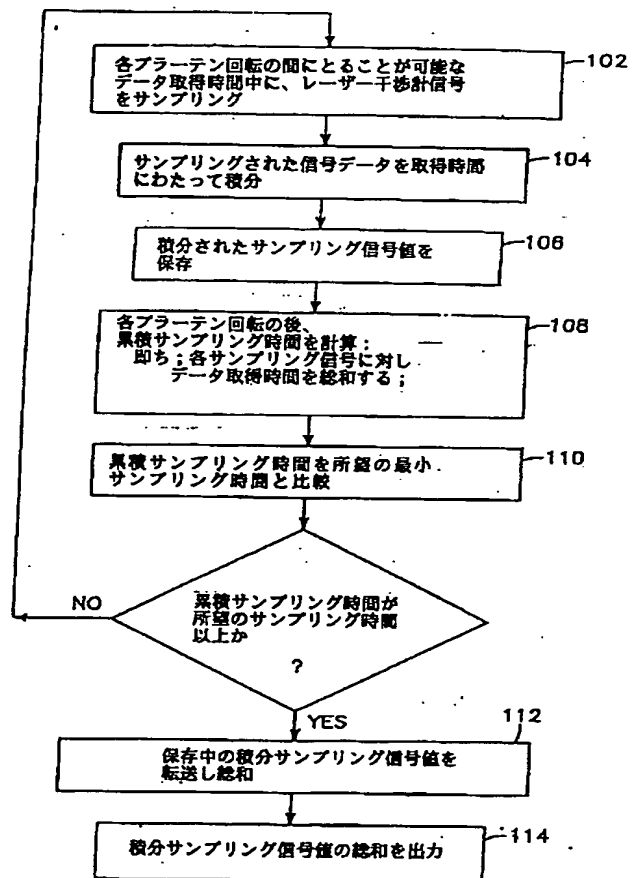 各プラーテン回転の間にとることが可能な
データ取得時間中に、レーザー干渉計信号
をサンプリング
102
サンプリングされた信号データを取得時間
にわたって積分
104
積分されたサンプリング信号値を
保存
106
各プラーテン回転の後、
累積サンプリング時間を計算：
即ち；各サンプリング信号に対し
データ取得時間を総和する；
108
累積サンプリング時間を所望の最小
サンプリング時間と比較
110
累積サンプリング時間が
所望のサンプリング時間
以上か
?
NO
YES
保存中の積分サンプリング信号値を
転送し総和
112
積分サンプリング信号値の総和を出力
114